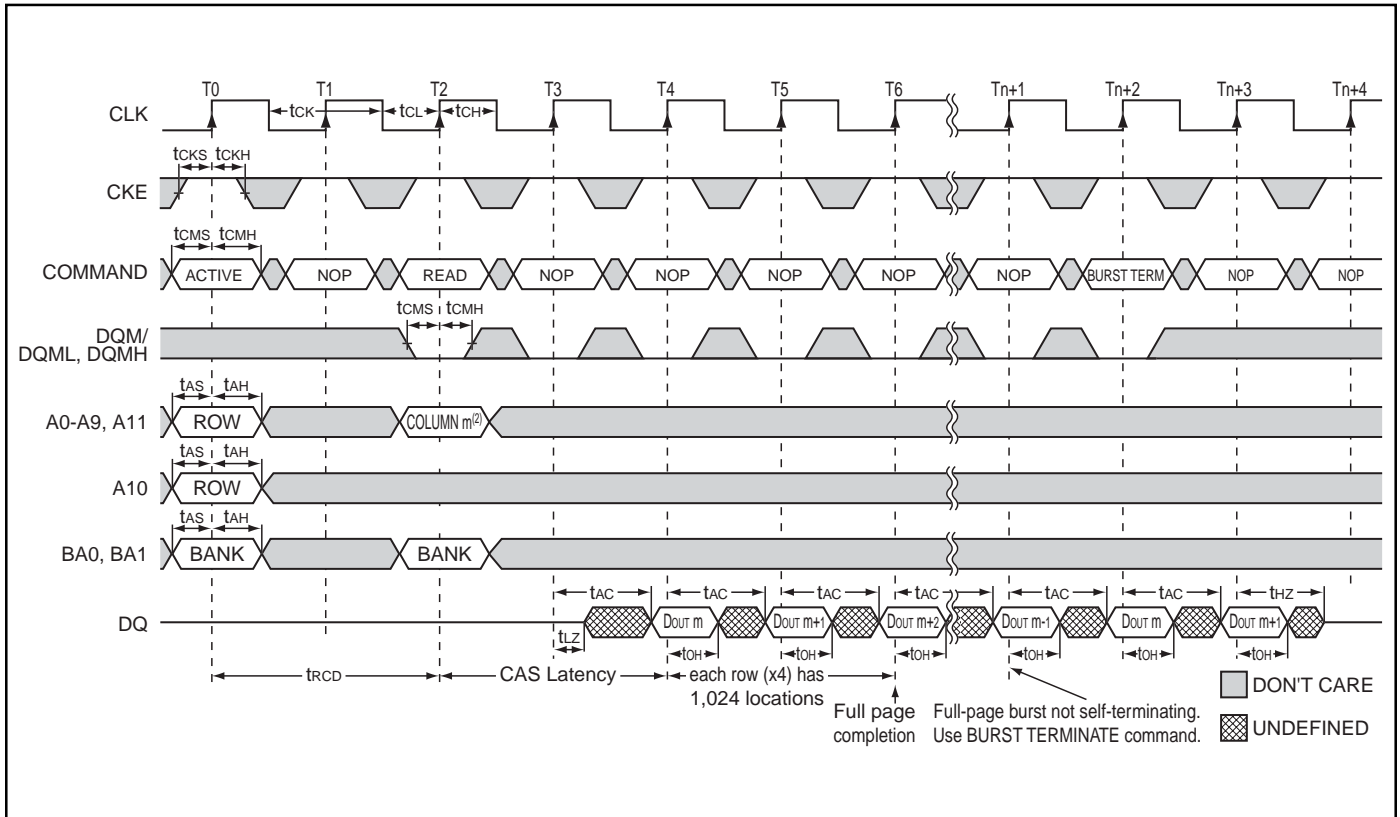 T0 T1 T2 T3 T4 T5 T6 Tn+1 Tn+2 Tn+3 Tn+4
CLK
tCK tCL tCH
tCKS tCKH
CKE
tCMS tCMH
COMMAND ACTIVE NOP READ NOP NOP NOP NOP NOP BURST TERM NOP NOP
tCMS tCMH
DQM/
DQML, DQMH
tAS tAH
A0-A9, A11 ROW COLUMN m(2)
tAS tAH
A10 ROW
tAS tAH
BA0, BA1 BANK BANK
tAC tAC tAC tAC tAC tAC tHZ
DQ DOUT m DOUT m+1 DOUT m+2 DOUT m-1 DOUT m DOUT m+1
tLZ tOH tOH tOH tOH tOH tOH
tRCD CAS Latency each row (x4) has
1,024 locations
Full page
completion
Full-page burst not self-terminating.
Use BURST TERMINATE command.
DON'T CARE
UNDEFINED